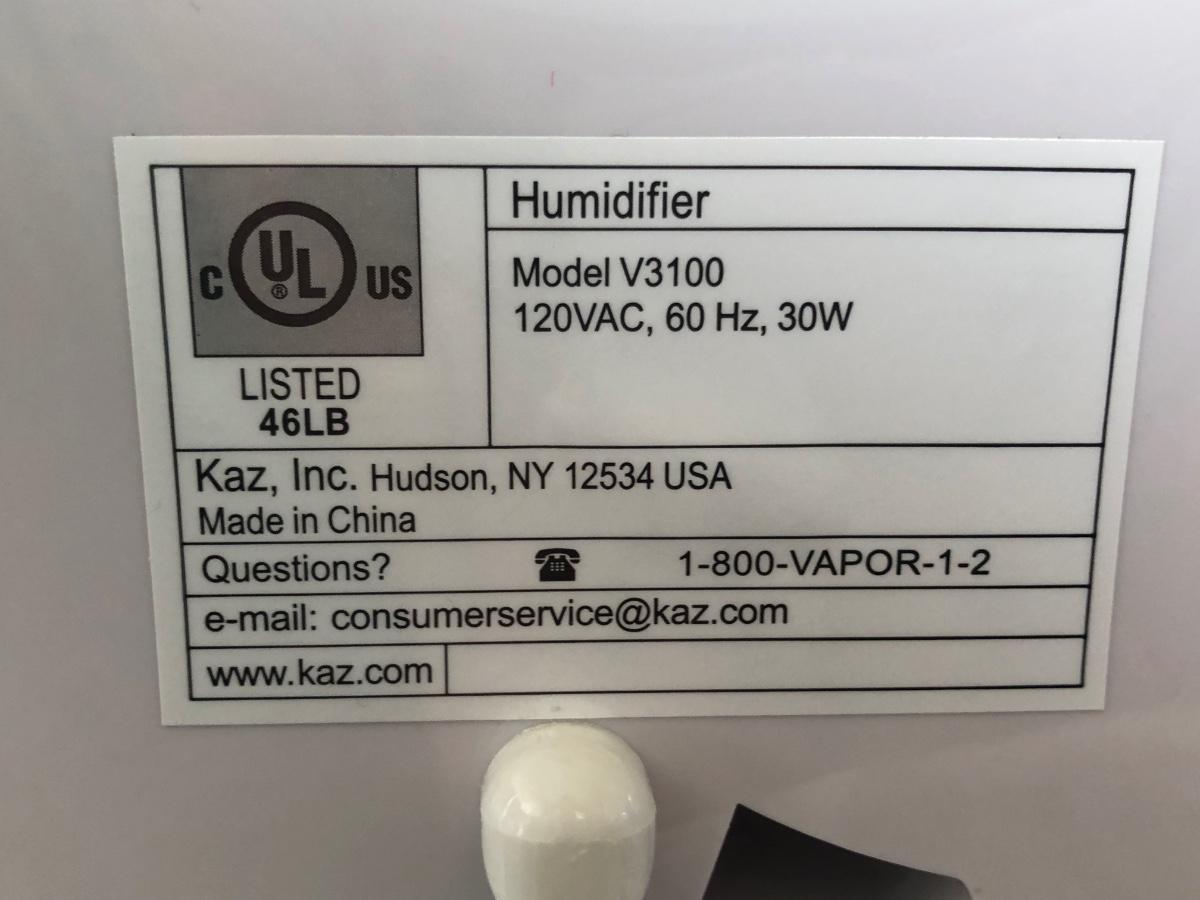 C UL® US
LISTED
46LB
Humidifier
Model V3100
120VAC, 60 Hz, 30W
Kaz, Inc. Hudson, NY 12534 USA
Made in China
Questions? 1-800-VAPOR-1-2
e-mail: consumerservice@kaz.com
www.kaz.com